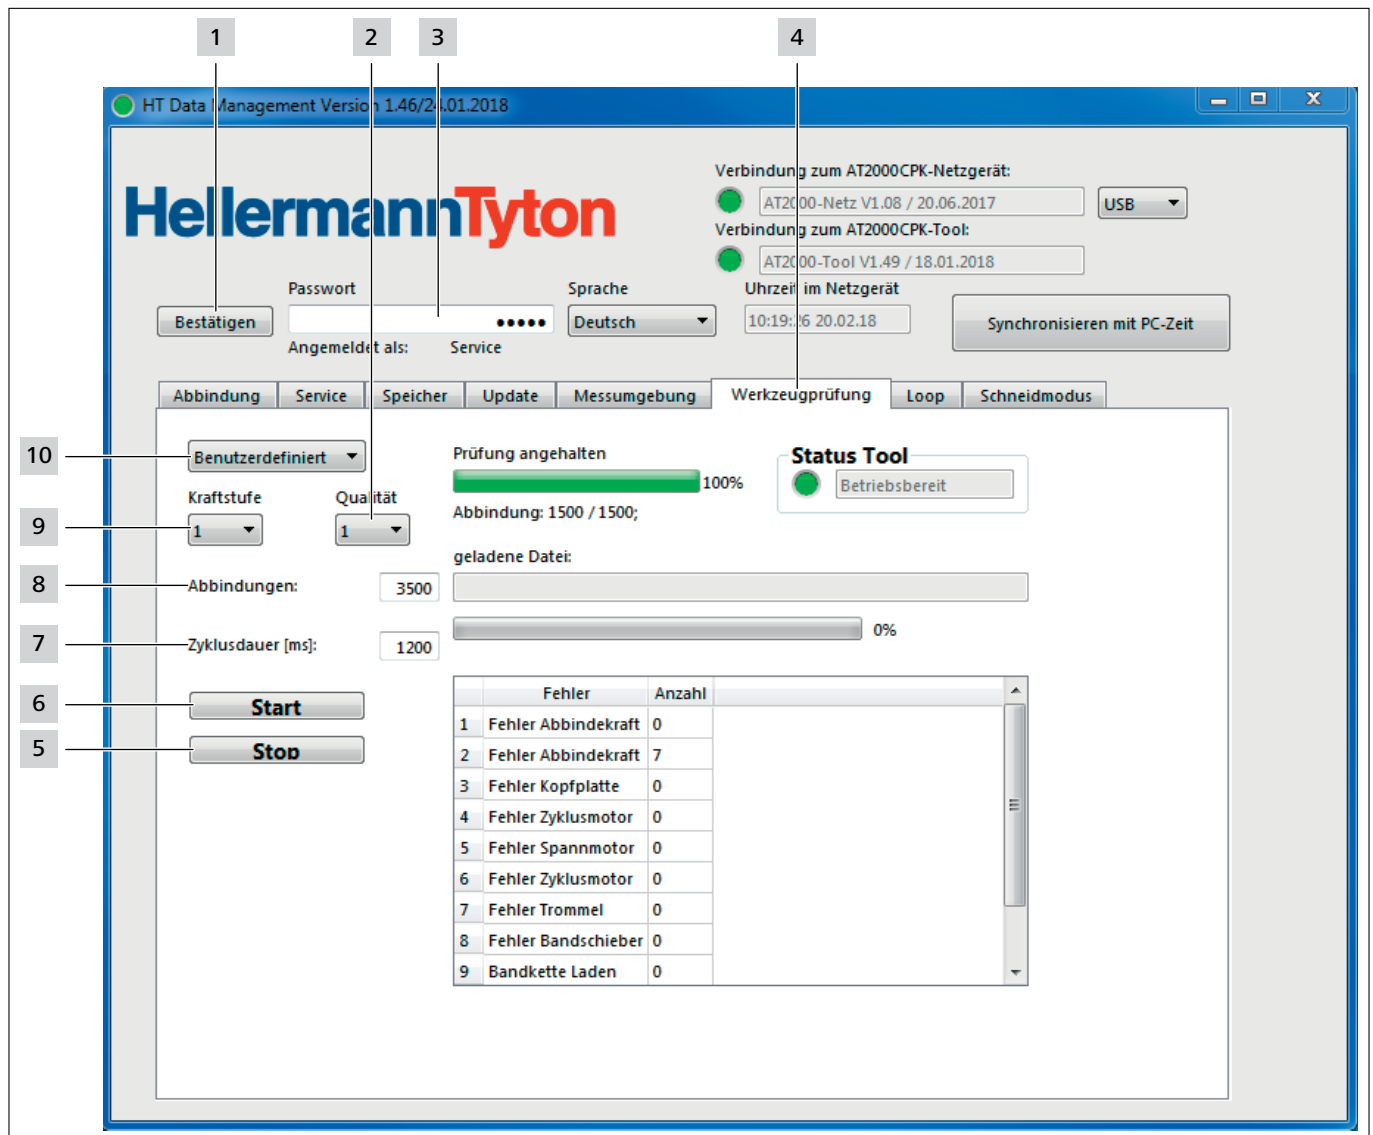 1 2 3 4
HT Data Management Version 1.46/24.01.2018
HellermannTyton
Verbindung zum AT2000CPK-Netzgerät:
AT2000-Netz V1.08 / 20.06.2017 USB
Verbindung zum AT2000CPK-Tool:
AT2000-Tool V1.49 / 18.01.2018
Passwort Sprache Uhrzeit im Netzgerät
Bestätigen ••••• Deutsch 10:19:26 20.02.18 Synchronisieren mit PC-Zeit
Angemeldet als: Service
Abbindung Service Speicher Update Messumgebung Werkzeugprüfung Loop Schneidmodus
10 Benutzerdefiniert Prüfung angehalten Status Tool
100% Betriebsbereit
Kraftstufe Qualität
Abbindung: 1500 / 1500;
9 1 1
geladene Datei:
8 Abbindungen: 3500
7 Zyklusdauer [ms]: 1200 0%
6 Start
5 Stop
Fehler Anzahl
1 Fehler Abbindekraft 0
2 Fehler Abbindekraft 7
3 Fehler Kopfplatte 0
4 Fehler Zyklusmotor 0
5 Fehler Spannmotor 0
6 Fehler Zyklusmotor 0
7 Fehler Trommel 0
8 Fehler Bandschieber 0
9 Bandkette Laden 0